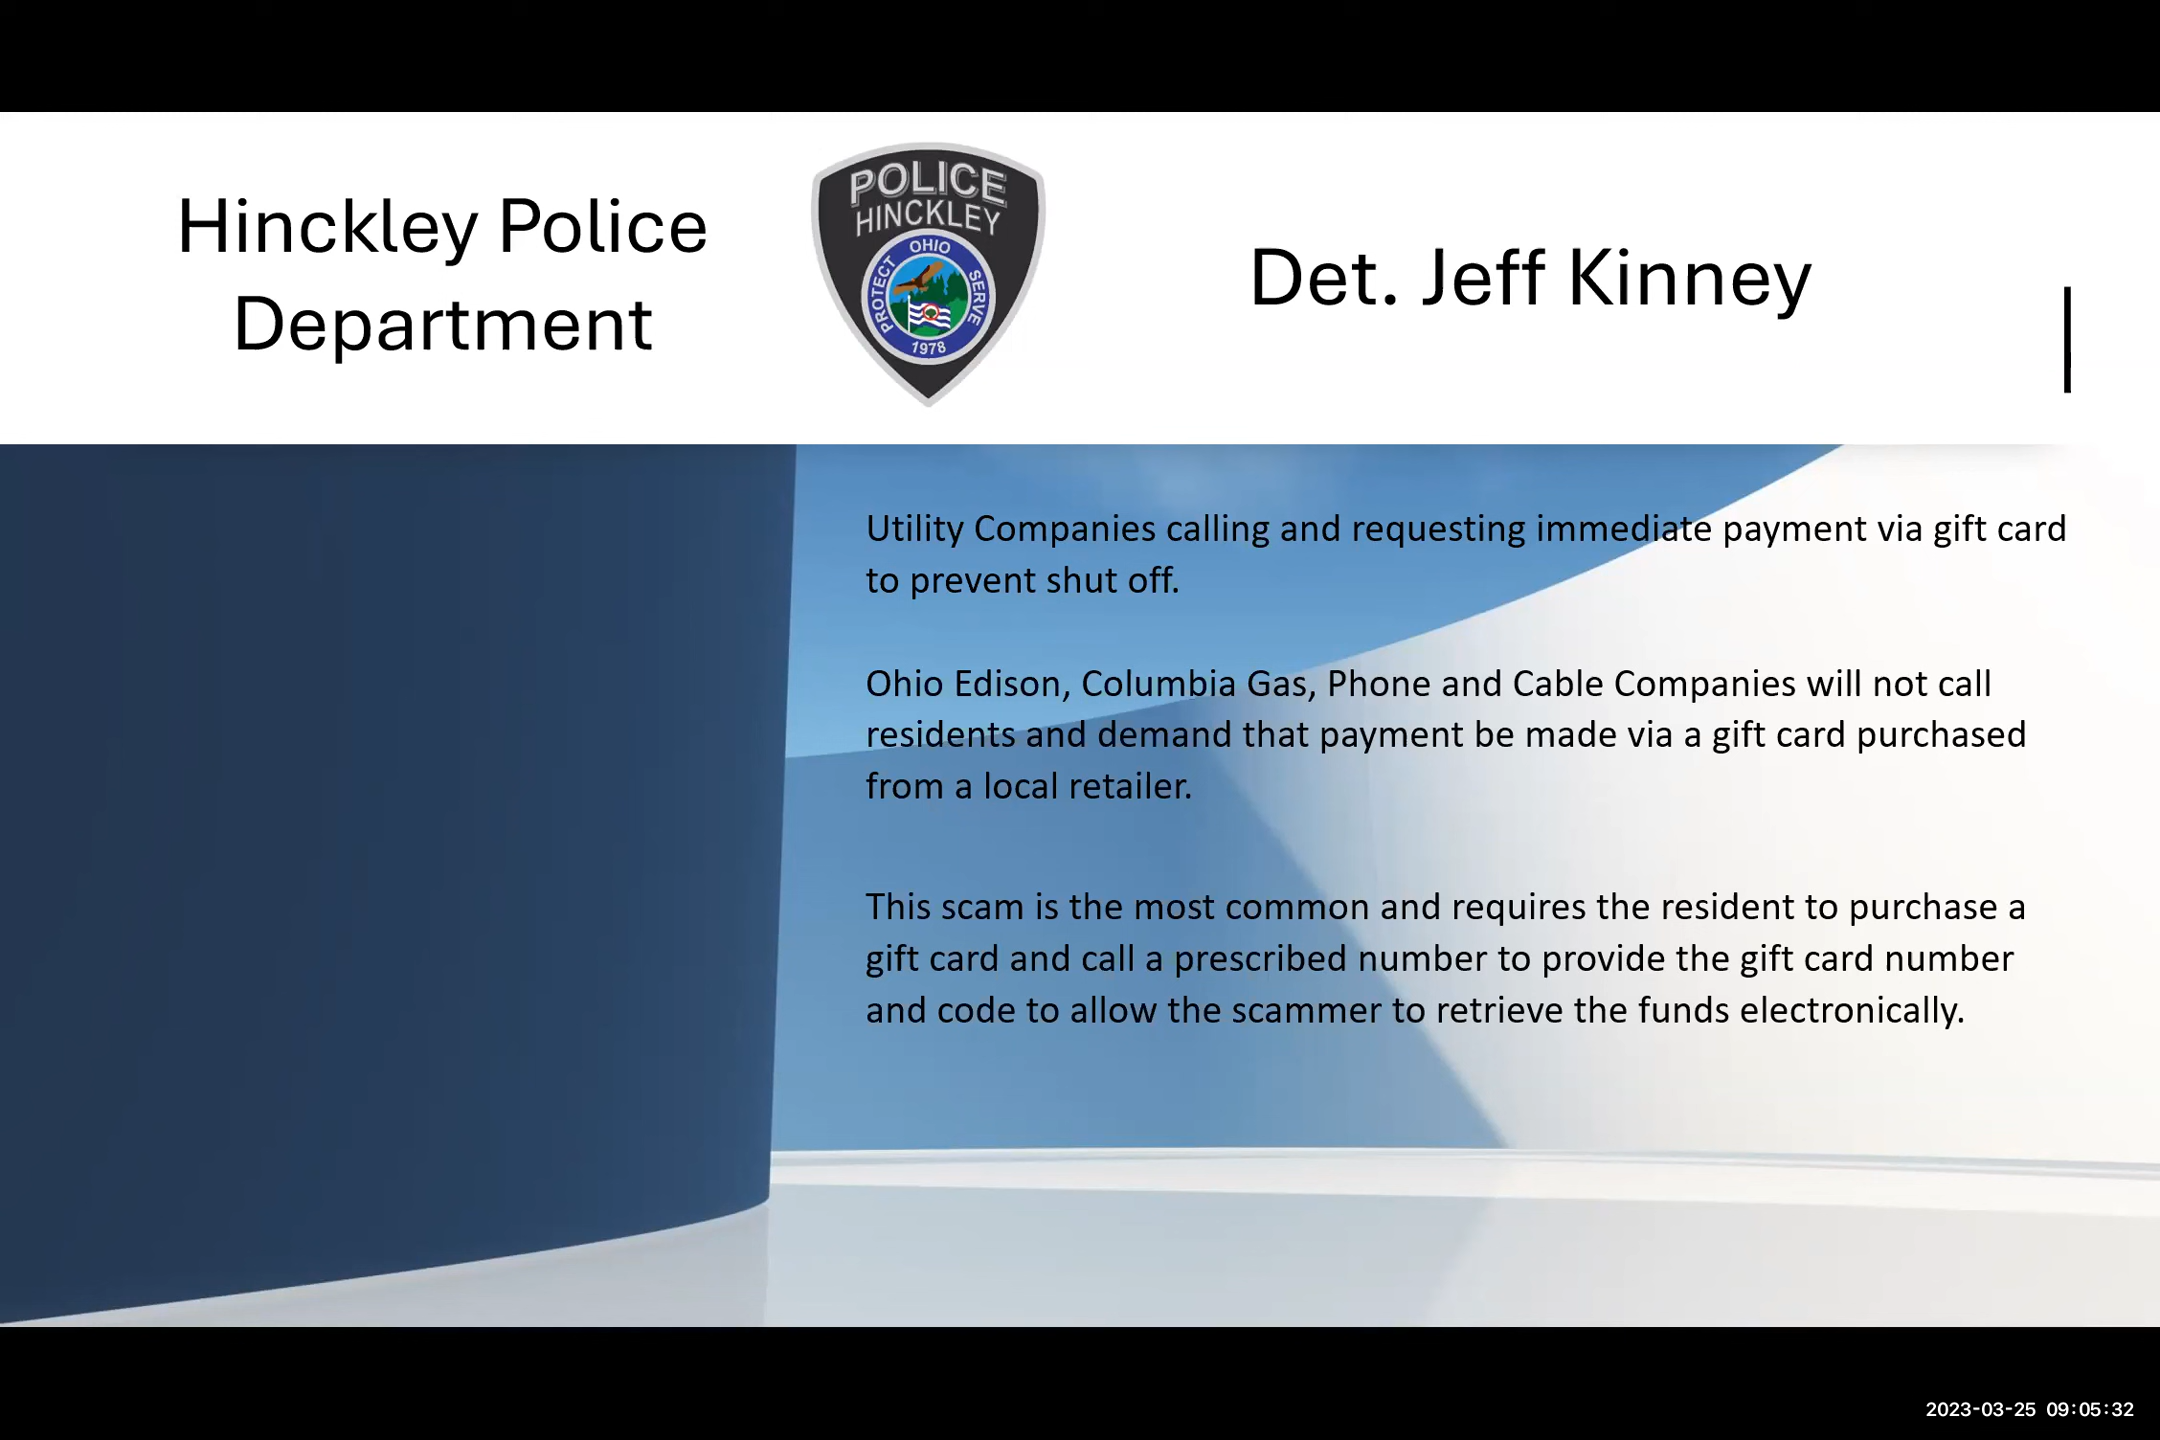 Hinckley Police
Department
POLICE
HINCKLEY
OHIO
PROTECT
SERVE
1978
Det. Jeff Kinney
Utility Companies calling and requesting immediate payment via gift card
to prevent shut off.
Ohio Edison, Columbia Gas, Phone and Cable Companies will not call
residents and demand that payment be made via a gift card purchased
from a local retailer.
This scam is the most common and requires the resident to purchase a
gift card and call a prescribed number to provide the gift card number
and code to allow the scammer to retrieve the funds electronically.
2023-03-25 09:05:32